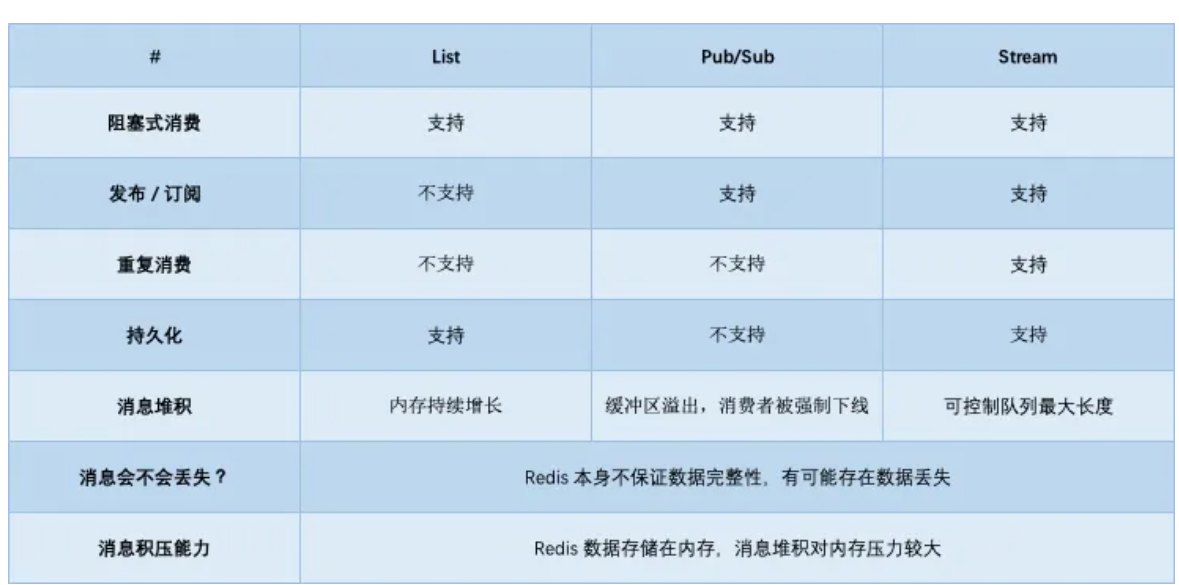 # List Pub/Sub Stream
阻塞式消费 支持 支持 支持
发布 / 订阅 不支持 支持 支持
重复消费 不支持 不支持 支持
持久化 支持 不支持 支持
消息堆积 内存持续增长 缓冲区溢出，消费者被强制下线 可控制队列最大长度
消息会不会丢失？ Redis 本身不保证数据完整性，有可能存在数据丢失
消息积压能力 Redis 数据存储在内存，消息堆积对内存压力较大